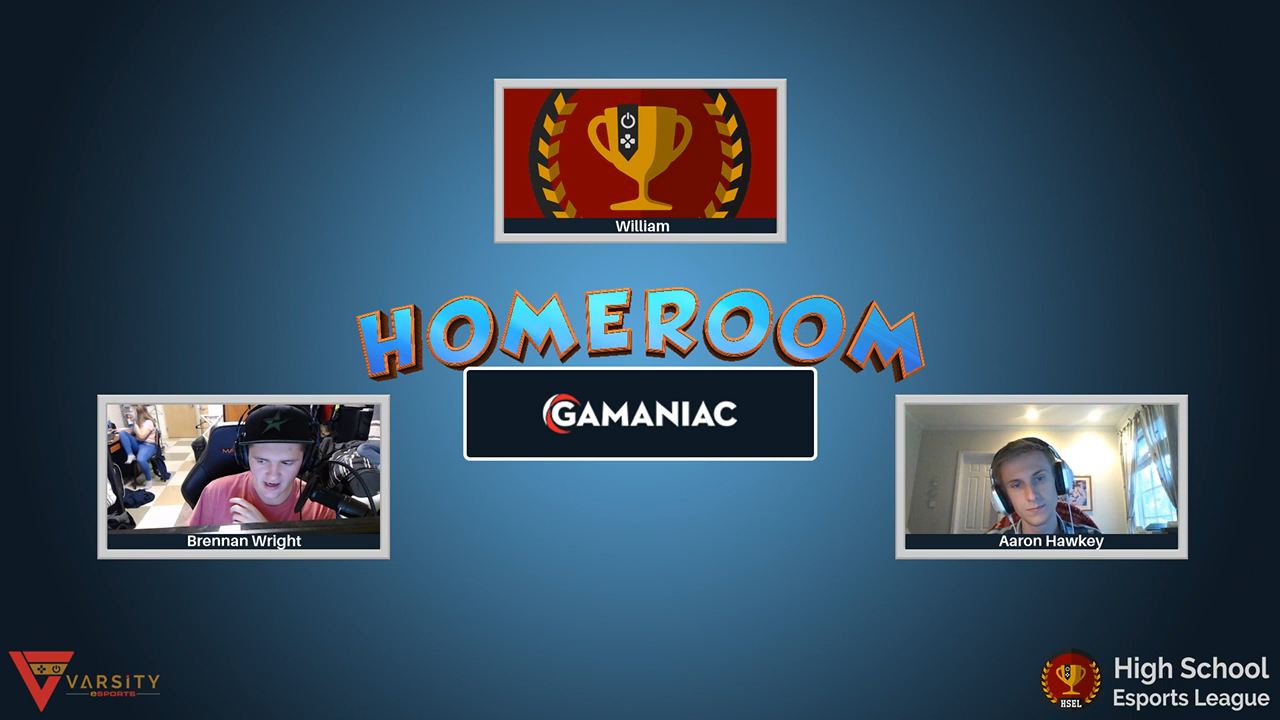 William
HOMEROOM
GAMANIAC
Brennan Wright
Aaron Hawkey
VARSITY
eSPORTS
HSEL
High School
Esports League